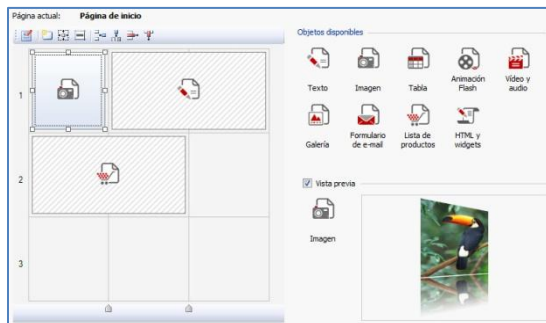 Página actual: Página de inicio
Objetos disponibles
Texto
Imagen
Tabla
Animación
Flash
Vídeo y
audio
Galería
Formulario
de e-mail
Lista de
productos
HTML y
widgets
1
2
3
Vista previa
Imagen